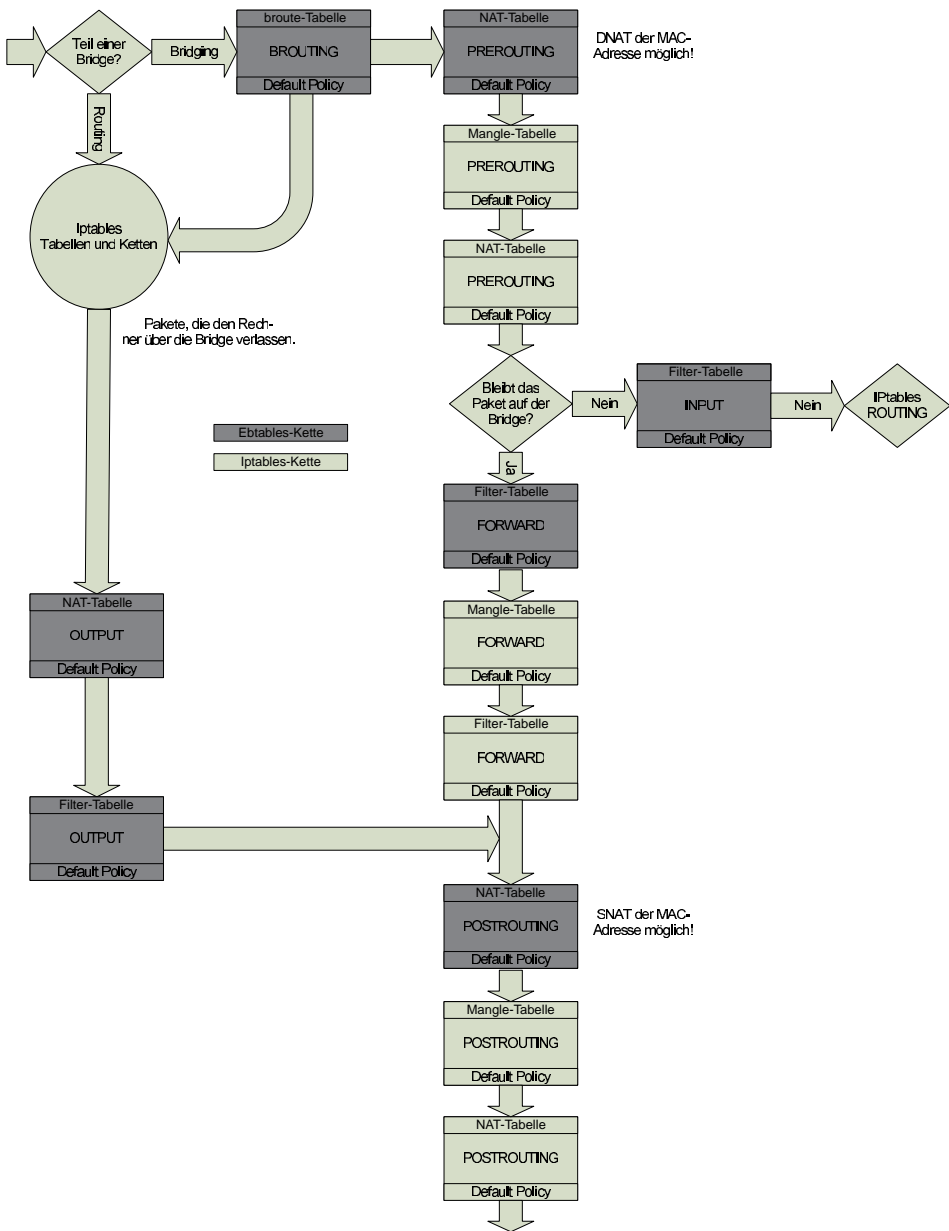 Teil einer
Bridge?
Bridging
broute-Tabelle
BROUTING
Default Policy
NAT-Tabelle
PREROUTING
Default Policy
DNAT der MAC-
Adresse möglich!
Routing
Mangle-Tabelle
PREROUTING
Default Policy
Iptables
Tabellen und Ketten
NAT-Tabelle
PREROUTING
Default Policy
Pakete, die den Rech-
ner über die Bridge verlassen.
Bleibt das
Paket auf der
Bridge?
Nein
Filter-Tabelle
INPUT
Default Policy
Nein
IPtables
ROUTING
Ebtables-Kette
Iptables-Kette
Ja
Filter-Tabelle
FORWARD
Default Policy
NAT-Tabelle
OUTPUT
Default Policy
Mangle-Tabelle
FORWARD
Default Policy
Filter-Tabelle
FORWARD
Default Policy
Filter-Tabelle
OUTPUT
Default Policy
NAT-Tabelle
POSTROUTING
Default Policy
SNAT der MAC-
Adresse möglich!
Mangle-Tabelle
POSTROUTING
Default Policy
NAT-Tabelle
POSTROUTING
Default Policy